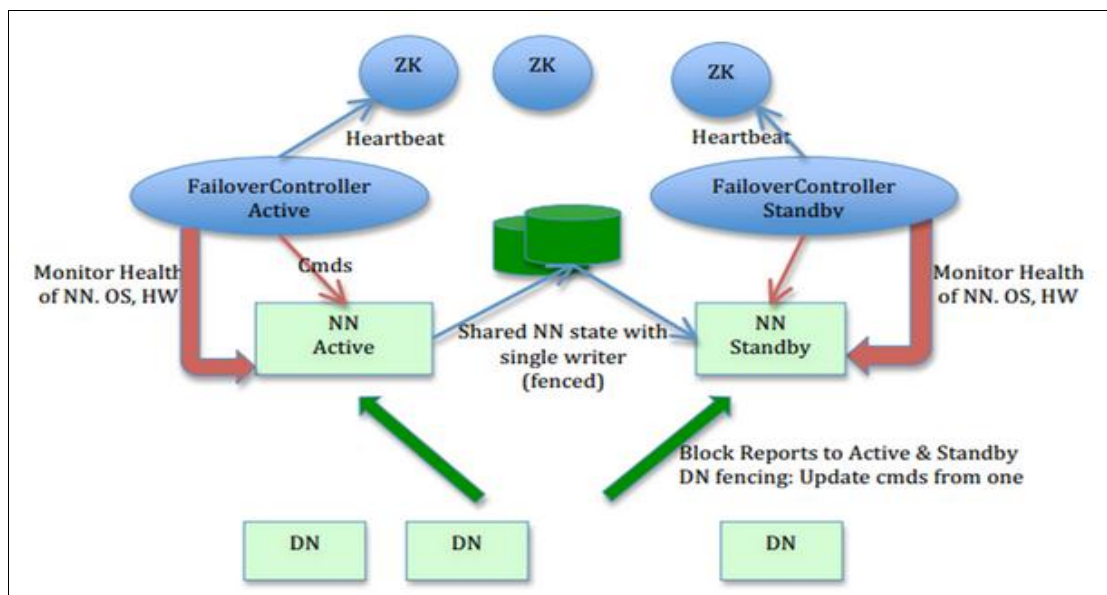 ZK
ZK
ZK
Heartbeat
Heartbeat
FailoverController
Active
FailoverController
Standby
Cmds
Monitor Health
of NN. OS, HW
Monitor Health
of NN. OS, HW
NN
Active
Shared NN state with
single writer
(fenced)
NN
Standby
Block Reports to Active & Standby
DN fencing: Update cmds from one
DN
DN
DN